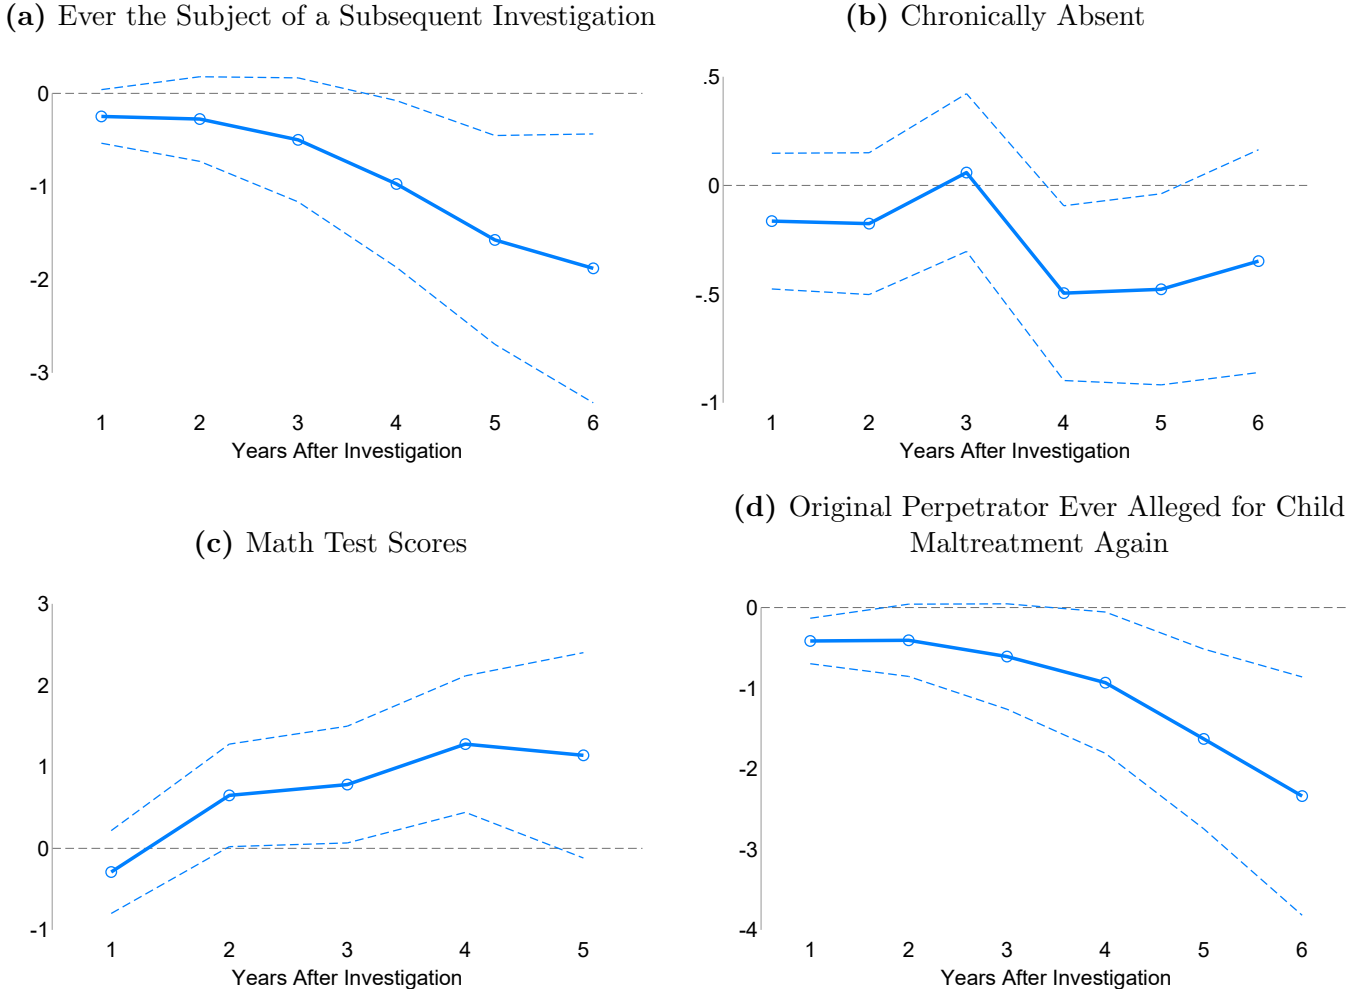 (a) Ever the Subject of a Subsequent Investigation
0
-1
-2
-3
1 2 3 4 5 6
Years After Investigation
(b) Chronically Absent
.5
0
-.5
-1
1 2 3 4 5 6
Years After Investigation
(c) Math Test Scores
3
2
1
0
-1
1 2 3 4 5
Years After Investigation
(d) Original Perpetrator Ever Alleged for Child
Maltreatment Again
0
-1
-2
-3
-4
1 2 3 4 5 6
Years After Investigation